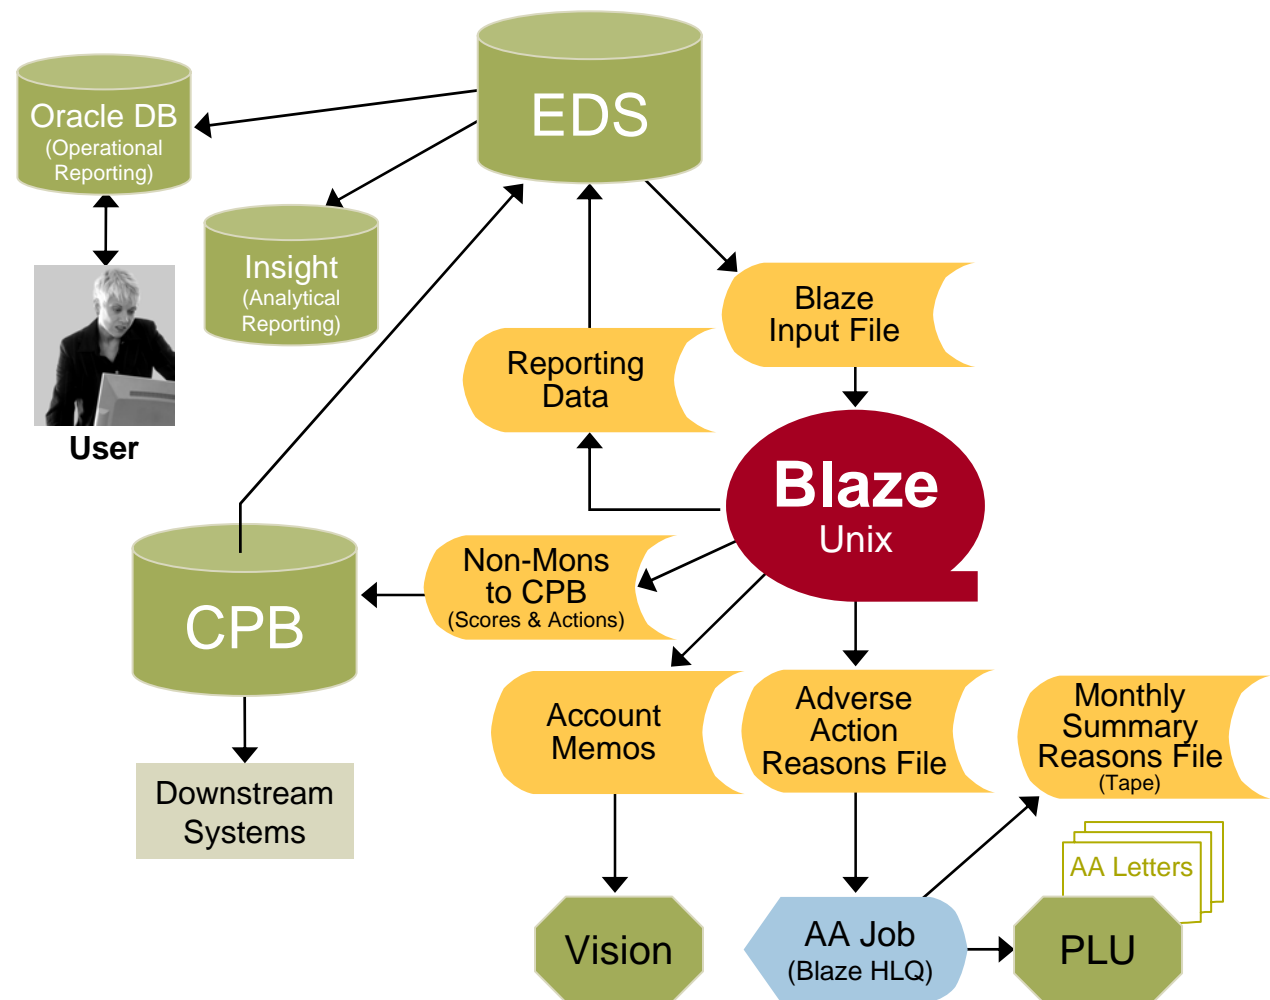 EDS
Oracle DB
(Operational
Reporting)
Insight
(Analytical
Reporting)
User
Blaze
Input File
Reporting
Data
Blaze
Unix
Non-Mons
to CPB
(Scores & Actions)
CPB
Downstream
Systems
Account
Memos
Adverse
Action
Reasons File
Monthly
Summary
Reasons File
(Tape)
AA Letters
Vision
AA Job
(Blaze HLQ)
PLU